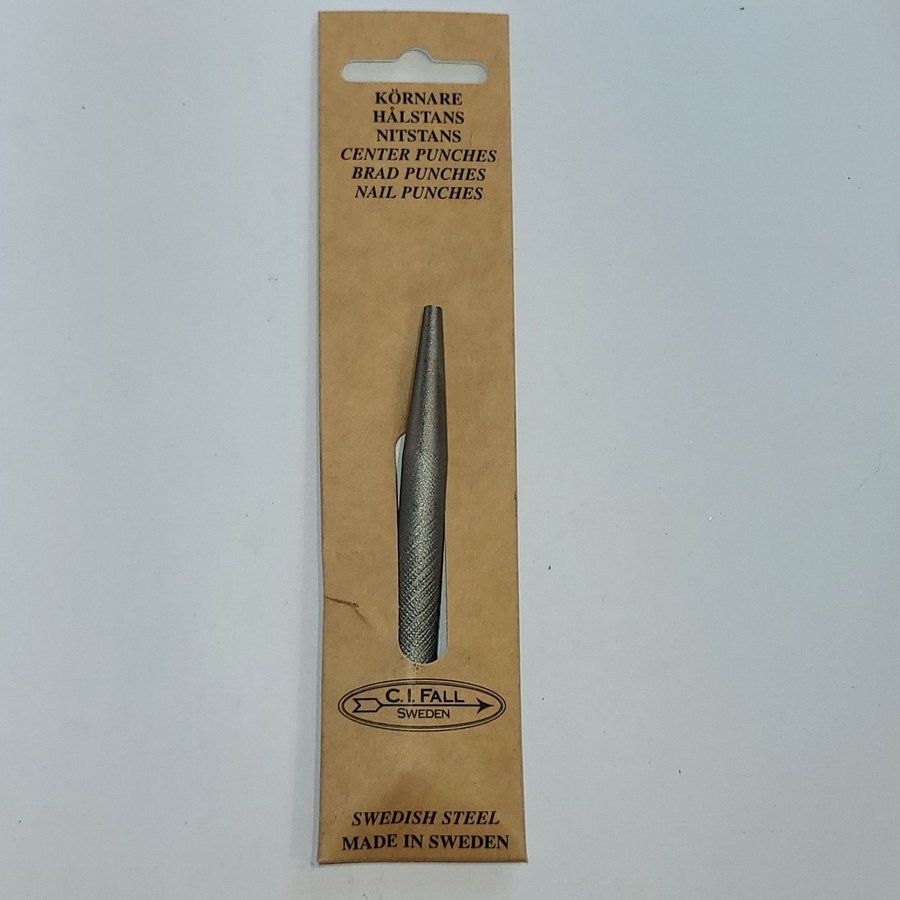 KÖRNARE
HÅLSTANS
NITSTANS
CENTER PUNCHES
BRAD PUNCHES
NAIL PUNCHES
C. I. FALL
SWEDEN
SWEDISH STEEL
MADE IN SWEDEN